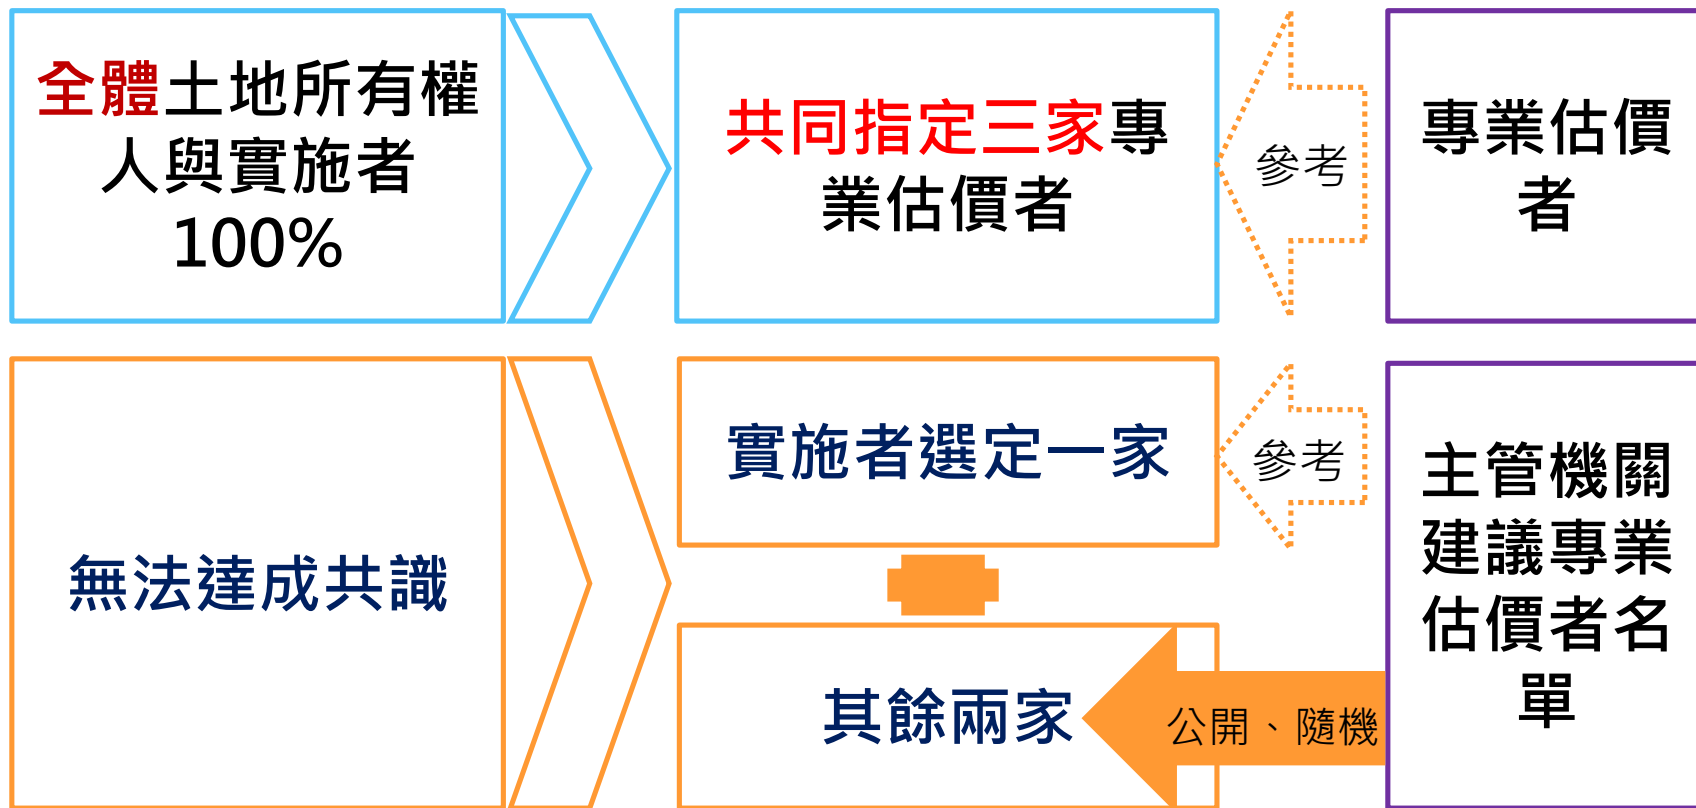 全體土地所有權
人與實施者
100%
共同指定三家專
業估價者
參考
專業估價
者
無法達成共識
實施者選定一家
參考
其餘兩家
公開、隨機
主管機關
建議專業
估價者名
單